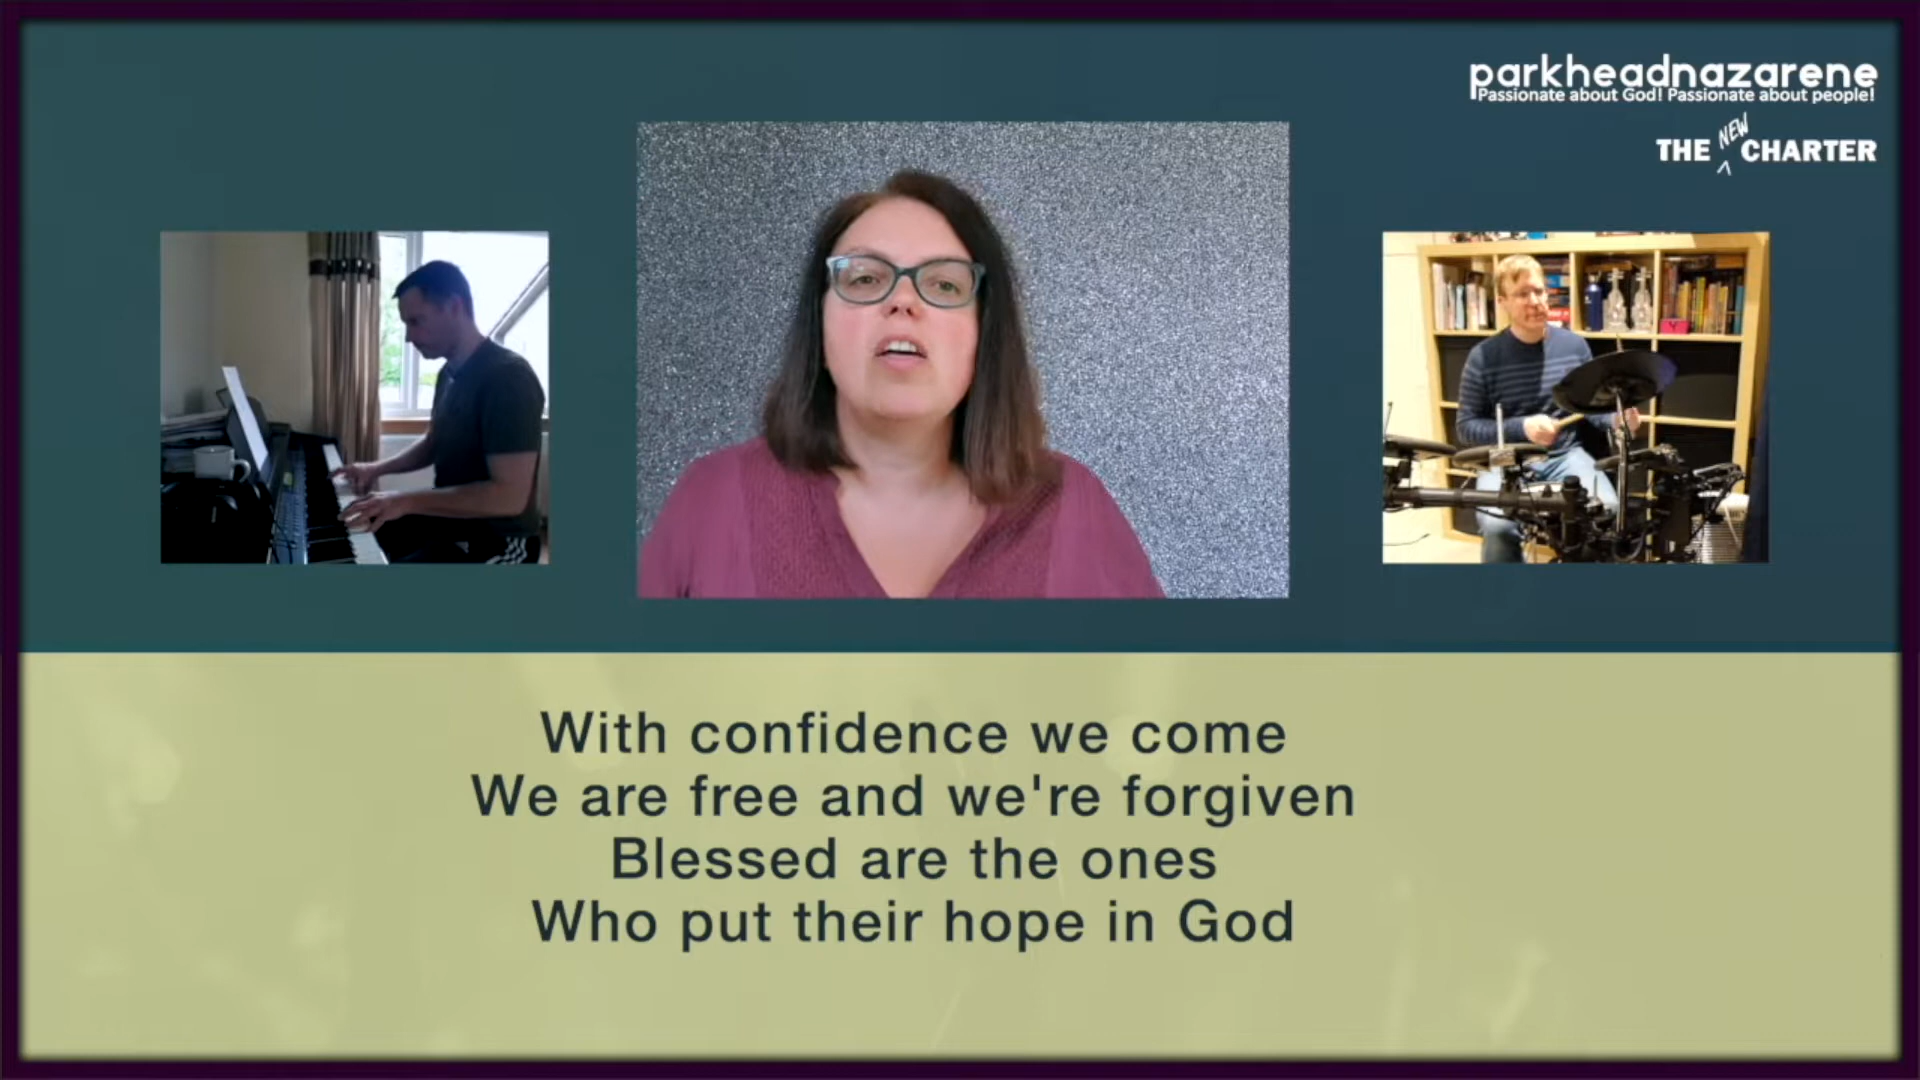 parkheadnazarene
Passionate about God! Passionate about people!
THE NEW CHARTER
With confidence we come
We are free and we're forgiven
Blessed are the ones
Who put their hope in God